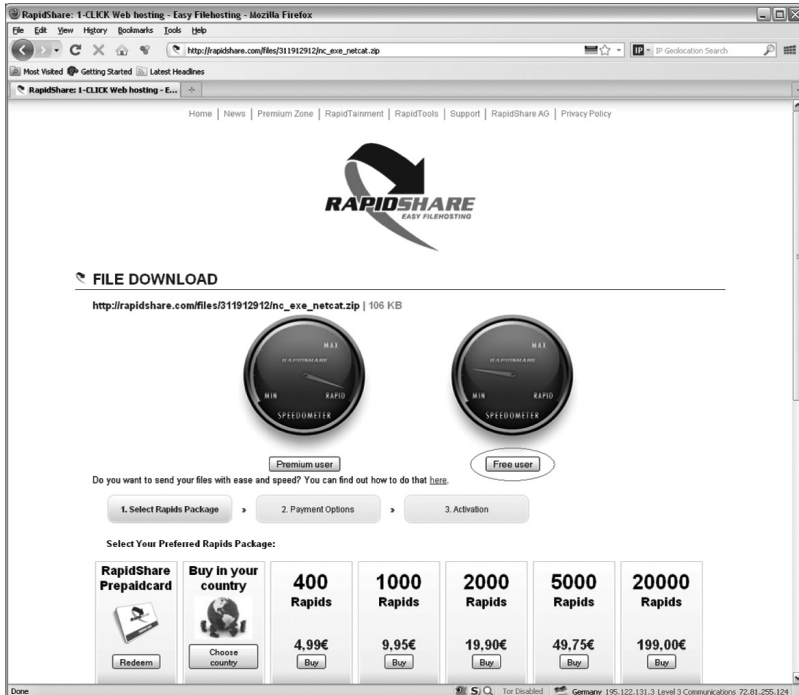 RapidShare: 1-CLICK Web hosting - Easy Filehosting - Mozilla Firefox
File Edit View History Bookmarks Tools Help
http://rapidshare.com/files/311912912/nc_exe_netcat.zip
IP IP Geolocation Search
Most Visited Getting Started Latest Headlines
RapidShare: 1-CLICK Web hosting - E...
Home | News | Premium Zone | RapidTainment | RapidTools | Support | RapidShare AG | Privacy Policy
RAPIDSHARE
EASY FILEHOSTING
FILE DOWNLOAD
http://rapidshare.com/files/311912912/nc_exe_netcat.zip | 106 KB
MAX MAX
RAPIDSHARE RAPIDSHARE
MIN RAPID MIN RAPID
SPEEDOMETER SPEEDOMETER
Premium user Free user
Do you want to send your files with ease and speed? You can find out how to do that here.
1. Select Rapids Package » 2. Payment Options » 3. Activation
Select Your Preferred Rapids Package:
RapidShare Buy in your 400 1000 2000 5000 20000
Prepaidcard country Rapids Rapids Rapids Rapids Rapids
4,99€ 9,95€ 19,90€ 49,75€ 199,00€
Redeem Choose country Buy Buy Buy Buy Buy
Done Tor Disabled Germany 195.122.131.3 Level 3 Communications 72.81.255.124